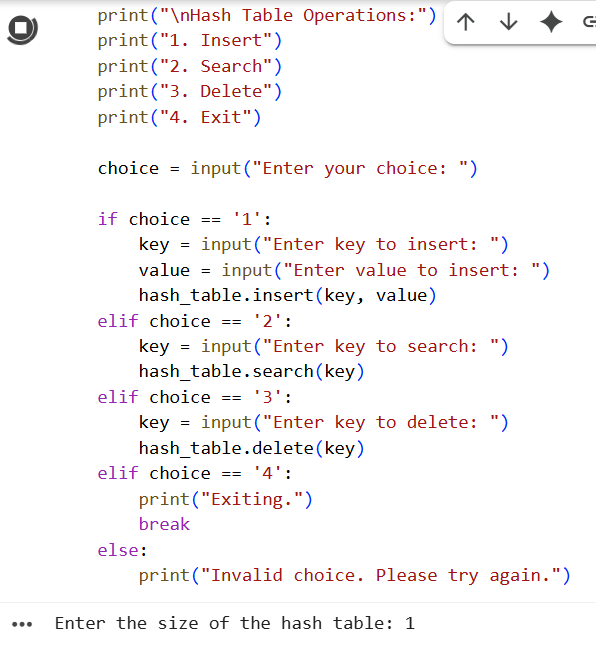 print("\nHash Table Operations:")
print("1. Insert")
print("2. Search")
print("3. Delete")
print("4. Exit")
choice = input("Enter your choice: ")
if choice == '1':
    key = input("Enter key to insert: ")
    value = input("Enter value to insert: ")
    hash_table.insert(key, value)
elif choice == '2':
    key = input("Enter key to search: ")
    hash_table.search(key)
elif choice == '3':
    key = input("Enter key to delete: ")
    hash_table.delete(key)
elif choice == '4':
    print("Exiting.")
    break
else:
    print("Invalid choice. Please try again.")
Enter the size of the hash table: 1